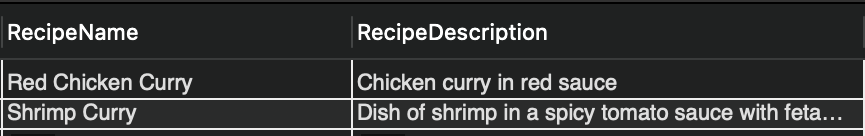 RecipeName RecipeDescription
Red Chicken Curry Chicken curry in red sauce
Shrimp Curry Dish of shrimp in a spicy tomato sauce with feta...